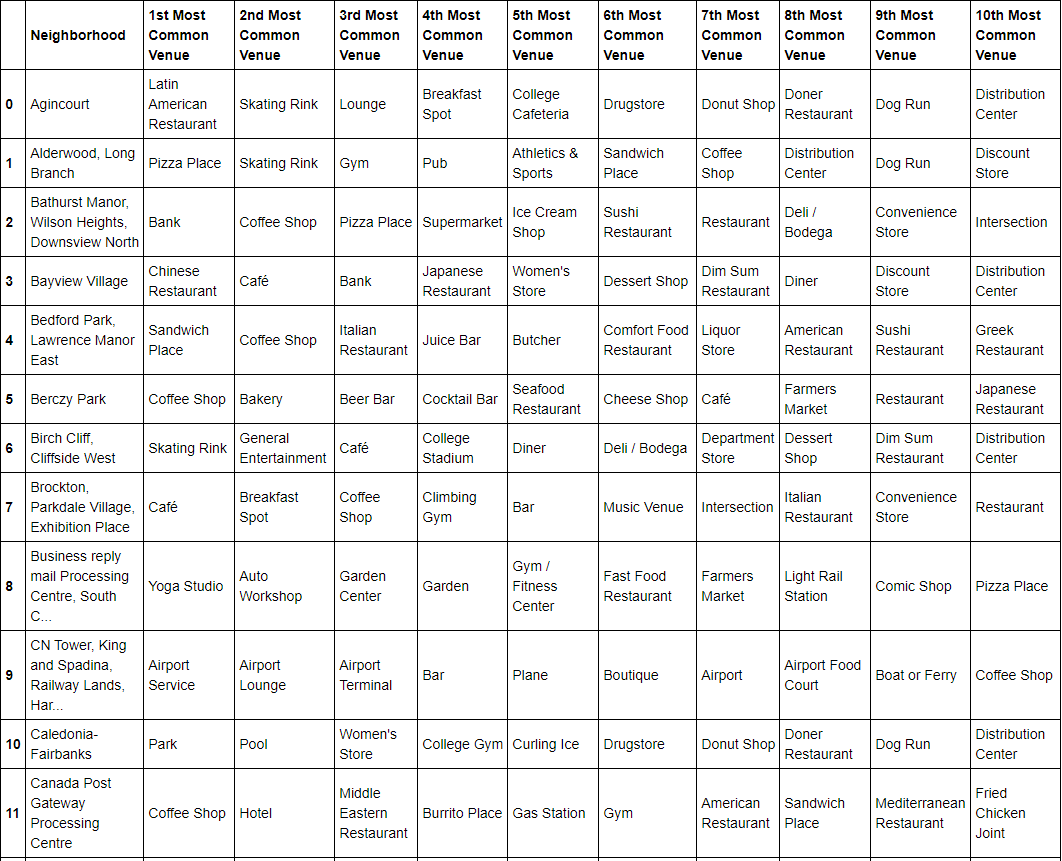 Neighborhood 1st Most Common Venue 2nd Most Common Venue 3rd Most Common Venue 4th Most Common Venue 5th Most Common Venue 6th Most Common Venue 7th Most Common Venue 8th Most Common Venue 9th Most Common Venue 10th Most Common Venue
0 Agincourt Latin American Restaurant Skating Rink Lounge Breakfast Spot College Cafeteria Drugstore Donut Shop Doner Restaurant Dog Run Distribution Center
1 Alderwood, Long Branch Pizza Place Skating Rink Gym Pub Athletics & Sports Sandwich Place Coffee Shop Distribution Center Dog Run Discount Store
2 Bathurst Manor, Wilson Heights, Downsview North Bank Coffee Shop Pizza Place Supermarket Ice Cream Shop Sushi Restaurant Restaurant Deli / Bodega Convenience Store Intersection
3 Bayview Village Chinese Restaurant Café Bank Japanese Restaurant Women's Store Dessert Shop Dim Sum Restaurant Diner Discount Store Distribution Center
4 Bedford Park, Lawrence Manor East Sandwich Place Coffee Shop Italian Restaurant Juice Bar Butcher Comfort Food Restaurant Liquor Store American Restaurant Sushi Restaurant Greek Restaurant
5 Berczy Park Coffee Shop Bakery Beer Bar Cocktail Bar Seafood Restaurant Cheese Shop Café Farmers Market Restaurant Japanese Restaurant
6 Birch Cliff, Cliffside West Skating Rink General Entertainment Café College Stadium Diner Deli / Bodega Department Store Dessert Shop Dim Sum Restaurant Distribution Center
7 Brockton, Parkdale Village, Exhibition Place Café Breakfast Spot Coffee Shop Climbing Gym Bar Music Venue Intersection Italian Restaurant Convenience Store Restaurant
8 Business reply mail Processing Centre, South C... Yoga Studio Auto Workshop Garden Center Garden Gym / Fitness Center Fast Food Restaurant Farmers Market Light Rail Station Comic Shop Pizza Place
9 CN Tower, King and Spadina, Railway Lands, Har... Airport Service Airport Lounge Airport Terminal Bar Plane Boutique Airport Airport Food Court Boat or Ferry Coffee Shop
10 Caledonia-Fairbanks Park Pool Women's Store College Gym Curling Ice Drugstore Donut Shop Doner Restaurant Dog Run Distribution Center
11 Canada Post Gateway Processing Centre Coffee Shop Hotel Middle Eastern Restaurant Burrito Place Gas Station Gym American Restaurant Sandwich Place Mediterranean Restaurant Fried Chicken Joint